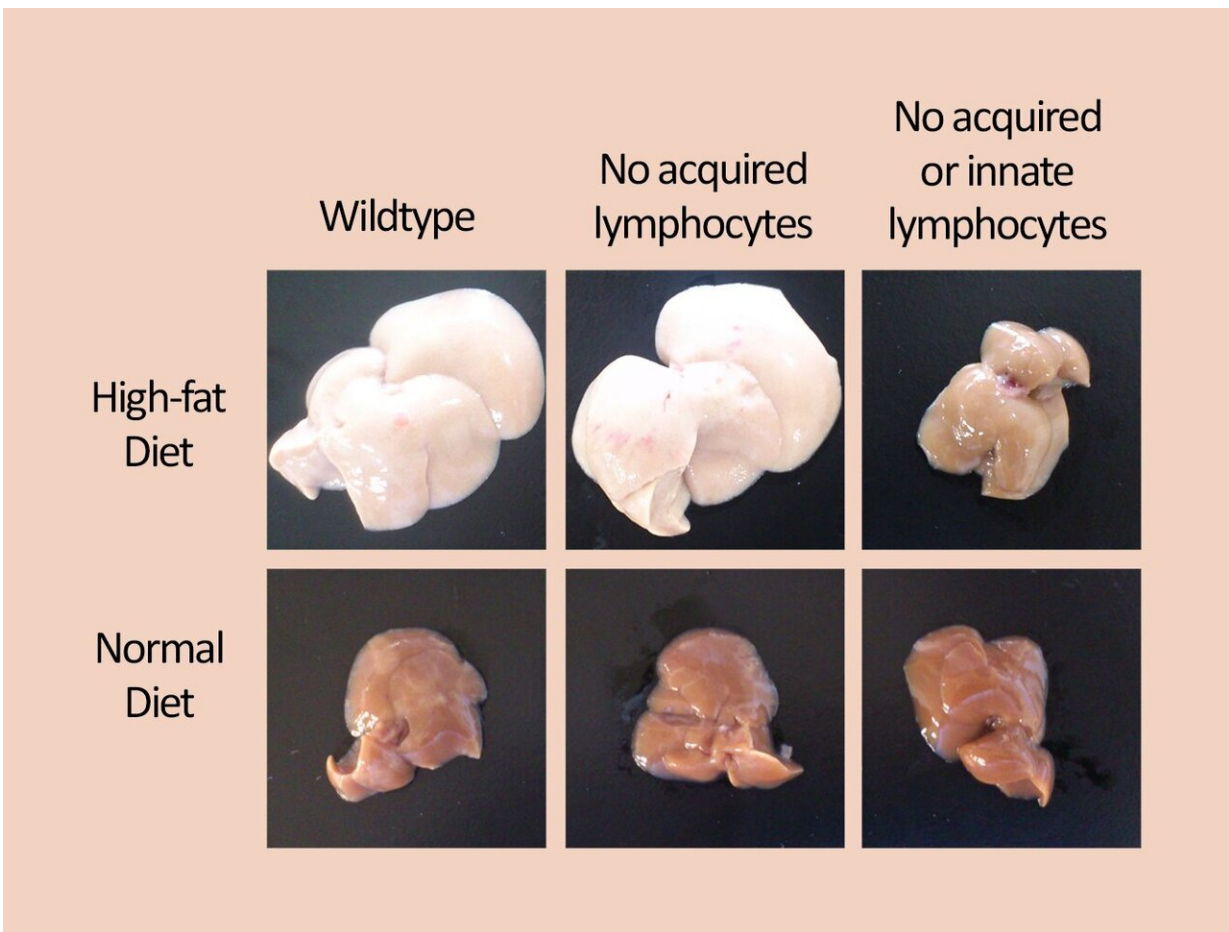 Wildtype
No acquired
lymphocytes
No acquired
or innate
lymphocytes
High-fat
Diet
Normal
Diet